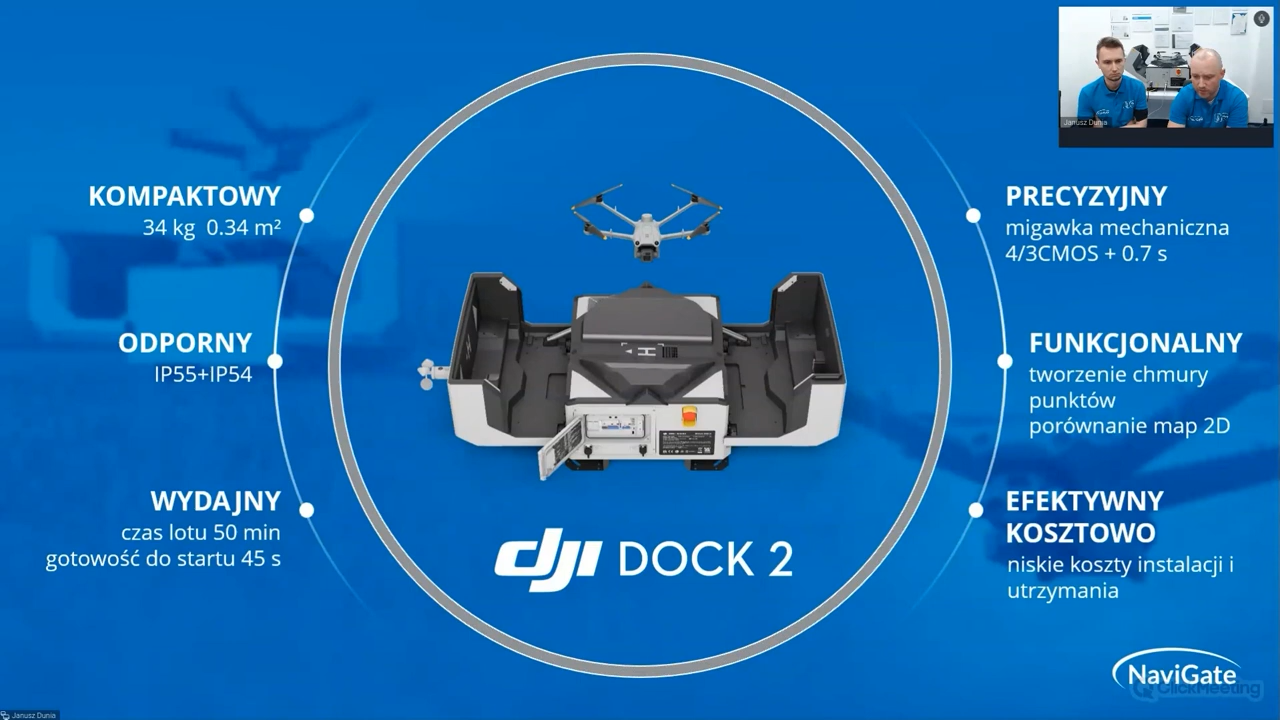 KOMPAKTOWY
34 kg 0.34 m²
ODPORNY
IP55+IP54
WYDAJNY
czas lotu 50 min
gotowość do startu 45 s
H
dji DOCK 2
PRECYZYJNY
migawka mechaniczna
4/3CMOS + 0.7 s
FUNKCJONALNY
tworzenie chmury
punktów
porównanie map 2D
EFEKTYWNY
KOSZTOWO
niskie koszty instalacji i
utrzymania
NaviGate
ClickMeeting
Janusz Dunia
Janusz Dunia